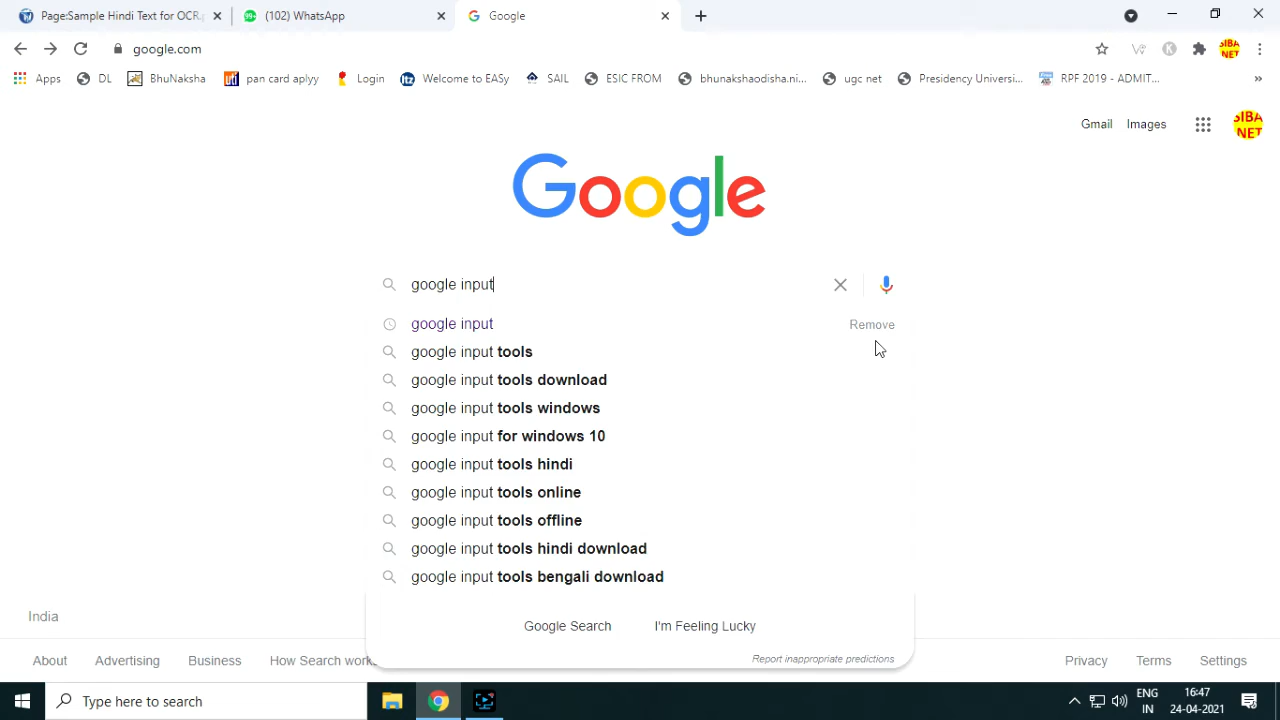 Page:Sample Hindi Text for OCR.p
(102) WhatsApp
Google
google.com
Apps
DL
BhuNaksha
pan card aplyy
Login
Welcome to EASy
SAIL
ESIC FROM
bhunakshaodisha.ni...
ugc net
Presidency Universi...
RPF 2019 - ADMIT...
SIBA
NET
Gmail
Images
SIBA
NET
Google
google input
google input
Remove
google input tools
google input tools download
google input tools windows
google input for windows 10
google input tools hindi
google input tools online
google input tools offline
google input tools hindi download
google input tools bengali download
Google Search
I'm Feeling Lucky
Report inappropriate predictions
India
About
Advertising
Business
How Search works
Privacy
Terms
Settings
Type here to search
ENG
IN
16:47
24-04-2021